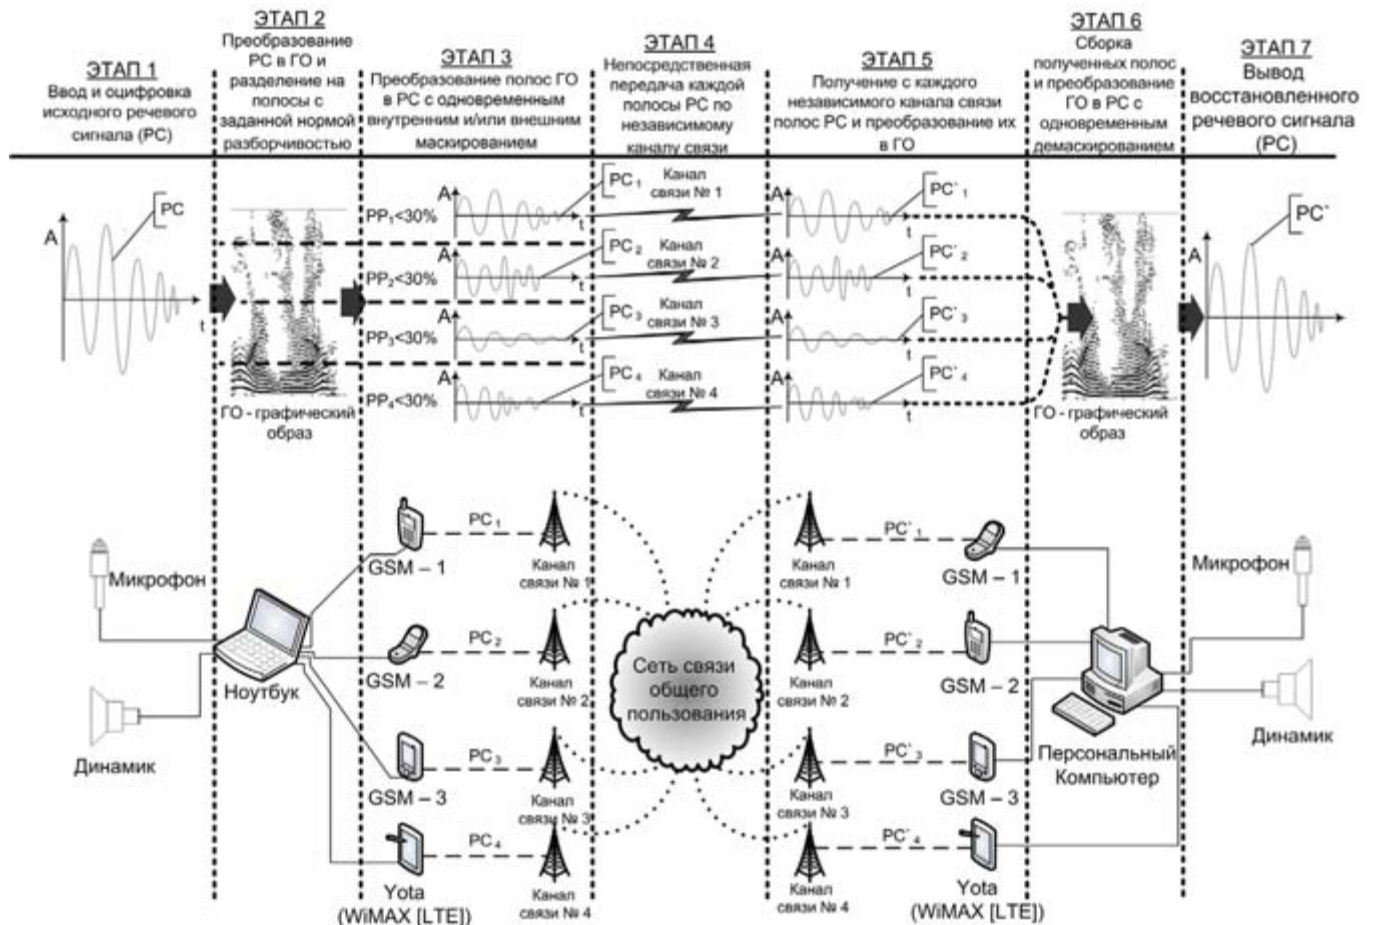 ЭТАП 1
Ввод и оцифровка
исходного речевого
сигнала (РС)
ЭТАП 2
Преобразование
РС в ГО и
разделение на
полосы с
заданной нормой
разборчивостью
ЭТАП 3
Преобразование полос ГО
в РС с одновременным
внутренним и/или внешним
маскированием
ЭТАП 4
Непосредственная
передача каждой
полосы РС по
независимому
каналу связи
ЭТАП 5
Получение с каждого
независимого канала связи
полос РС и преобразование их
в ГО
ЭТАП 6
Сборка
полученных полос
и преобразование
ГО в РС с
одновременным
демаскированием
ЭТАП 7
Вывод
восстановленного
речевого сигнала
(РС)
A
РС
t
ГО - графический
образ
РР1<30%
A
t
РС1
Канал
связи № 1
A
t
РС`1
РР2<30%
A
t
РС2
Канал
связи № 2
A
t
РС`2
РР3<30%
A
t
РС3
Канал
связи № 3
A
t
РС`3
РР4<30%
A
t
РС4
Канал
связи № 4
A
t
РС`4
ГО - графический
образ
A
РС`
t
Микрофон
Динамик
Ноутбук
GSM – 1
РС1
Канал
связи № 1
GSM – 2
РС2
Канал
связи № 2
GSM – 3
РС3
Канал
связи № 3
Yota
(WiMAX [LTE])
РС4
Канал
связи № 4
Сеть связи
общего
пользования
Канал
связи № 1
РС`1
GSM – 1
Канал
связи № 2
РС`2
GSM – 2
Канал
связи № 3
РС`3
GSM – 3
Канал
связи № 4
РС`4
Yota
(WiMAX [LTE])
Персональный
Компьютер
Микрофон
Динамик